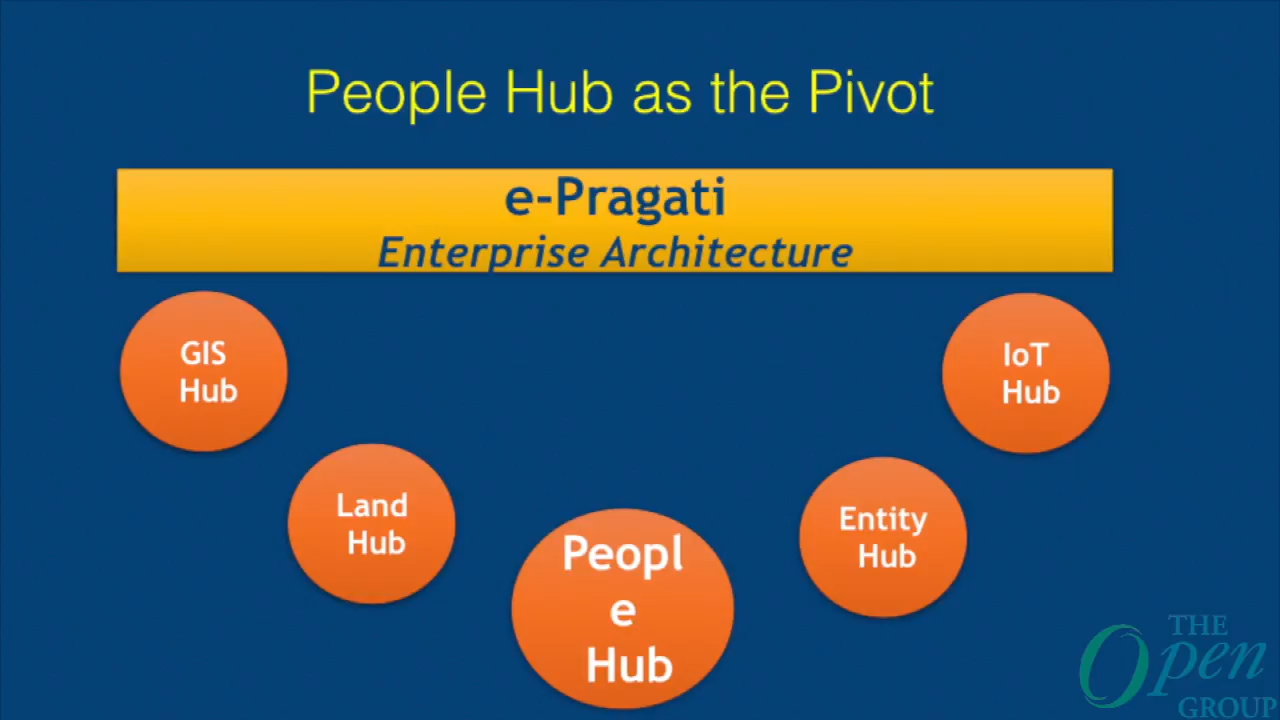 People Hub as the Pivot
e-Pragati
Enterprise Architecture
GIS
Hub
IoT
Hub
Land
Hub
Entity
Hub
Peopl
e
Hub
THE
Open
GROUP